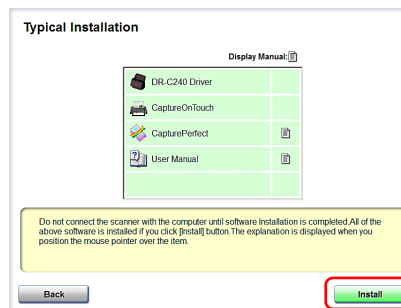 Typical Installation
Display Manual:
DR-C240 Driver
CaptureOnTouch
CapturePerfect
User Manual
Do not connect the scanner with the computer until software Installation is completed.All of the
above software is installed if you click [Install] button.The explanation is displayed when you
position the mouse pointer over the item.
Back
Install